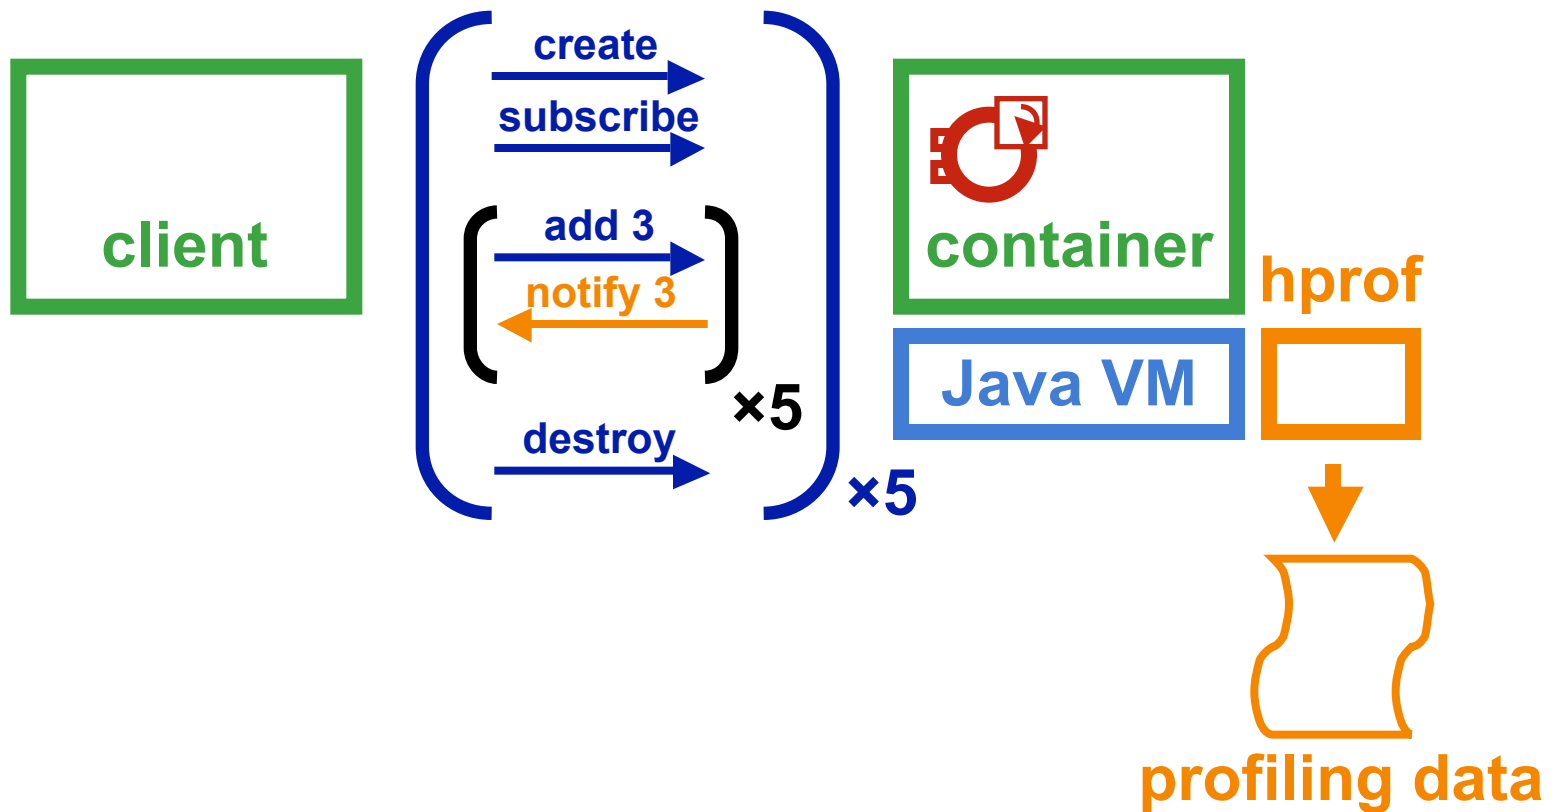 create
subscribe
client
add 3
notify 3
×5
destroy
×5
container
hprof
Java VM
profiling data